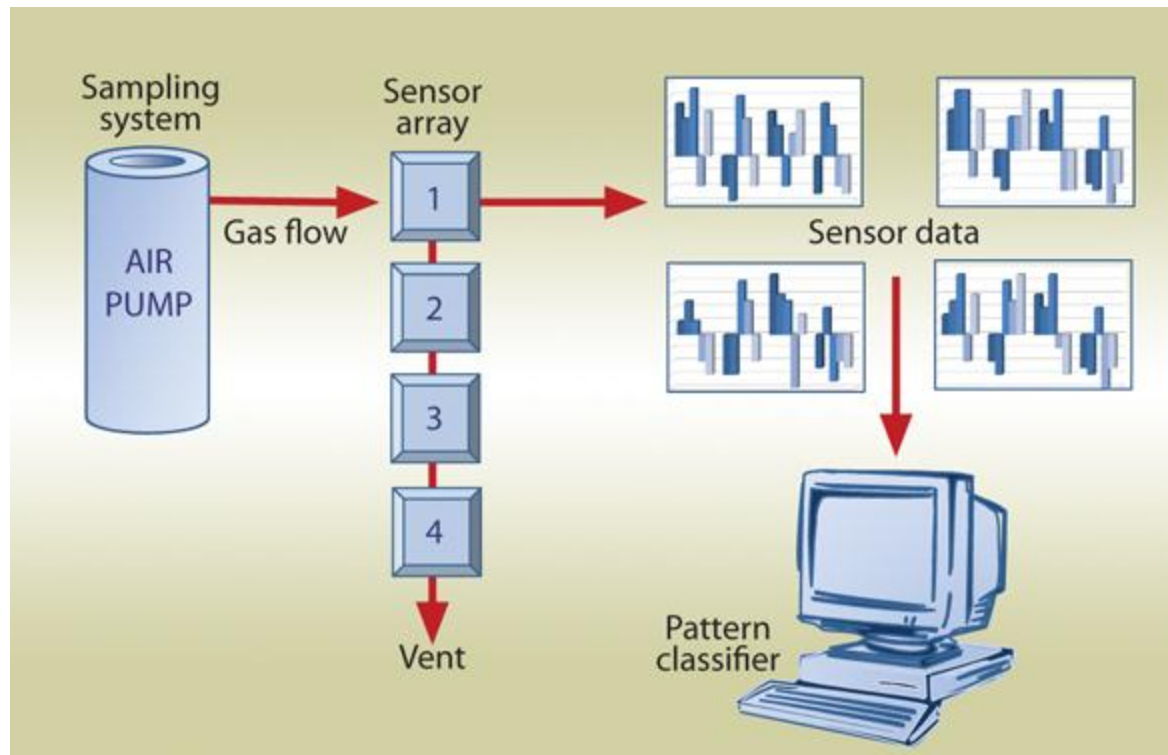 Sampling
system
AIR
PUMP
Gas flow
Sensor
array
1
2
3
4
Vent
Sensor data
Pattern
classifier